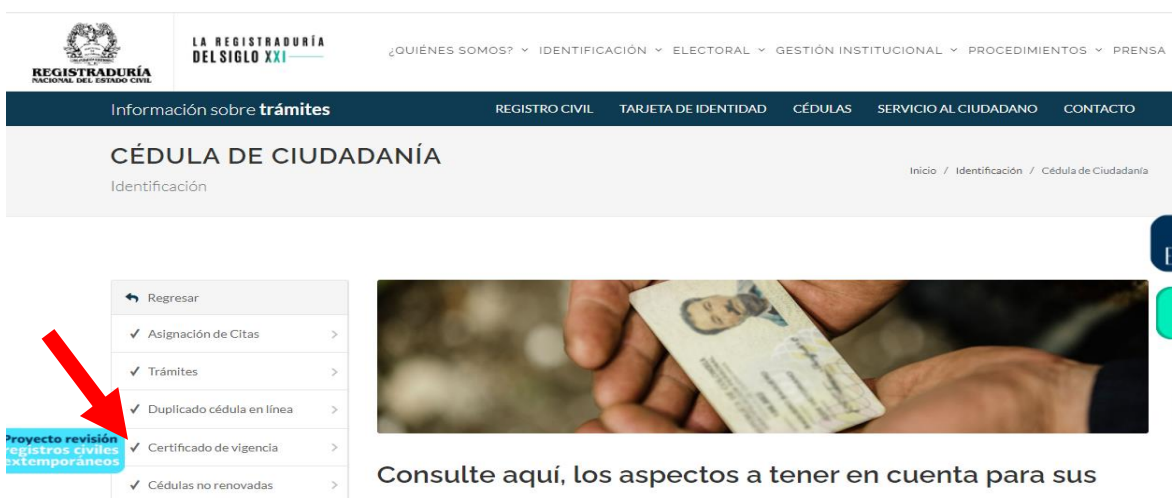 REGISTRADURÍA
NACIONAL DEL ESTADO CIVIL
LA REGISTRADURÍA
DEL SIGLO XXI
¿QUIÉNES SOMOS? IDENTIFICACIÓN ELECTORAL GESTIÓN INSTITUCIONAL PROCEDIMIENTOS PRENSA
Información sobre trámites REGISTRO CIVIL TARJETA DE IDENTIDAD CÉDULAS SERVICIO AL CIUDADANO CONTACTO
CÉDULA DE CIUDADANÍA
Identificación
Inicio / Identificación / Cédula de Ciudadanía
Regresar
Asignación de Citas
Trámites
Duplicado cédula en línea
Certificado de vigencia
Cédulas no renovadas
Proyecto revisión
registros civiles
extemporáneos
Consulte aquí, los aspectos a tener en cuenta para sus